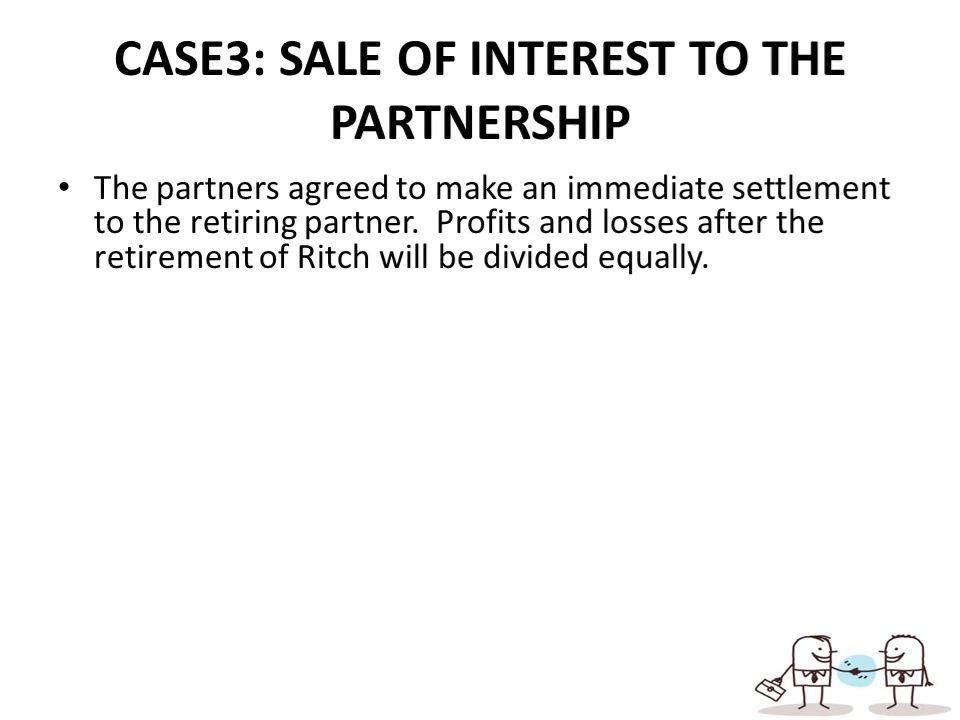 CASE3: SALE OF INTEREST TO THE
PARTNERSHIP
• The partners agreed to make an immediate settlement
to the retiring partner.  Profits and losses after the
retirement of Ritch will be divided equally.